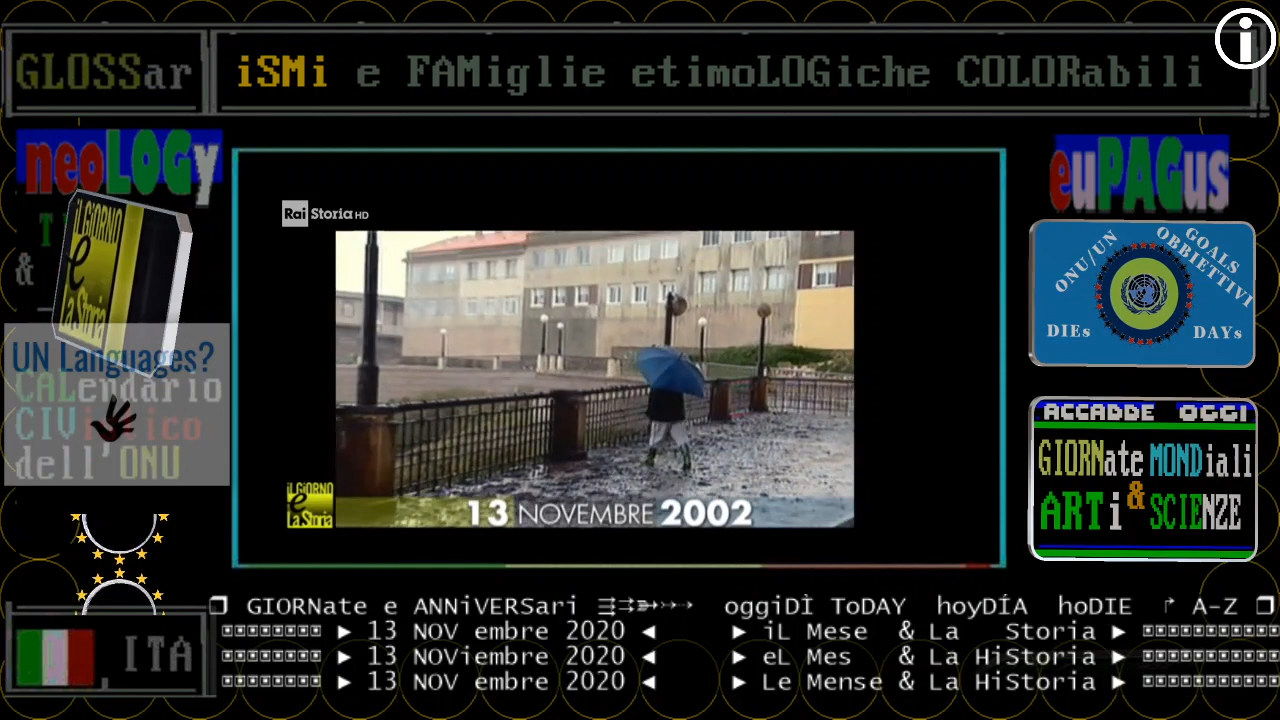 GLOSSar
iSMi e FAMiglie etimoLOGiche COLORabili
neoLOGy
euPAGus
T
&
iL GiORNO
e
La Storia
Rai Storia HD
ONU/UN
GOALS
OBBIETTIVI
DIEs
DAYs
UN Languages?
CALendario
CIVico
dell'ONU
ACCADDE OGGI
GIORNate MONDiali
&
ARTi SCIENZE
iL GiORNO
e
La Storia
13 NOVEMBRE 2002
GIORNate e ANNiVERSari oggiDÌ ToDAY hoyDÍA hoDIE A-Z
▶ 13 NOV embre 2020 ◀ ▶ iL Mese & La Storia ▶
▶ 13 NOViembre 2020 ◀ ▶ eL Mes & La HiStoria ▶
▶ 13 NOV embre 2020 ◀ ▶ Le Mense & La HiStoria ▶
ITA